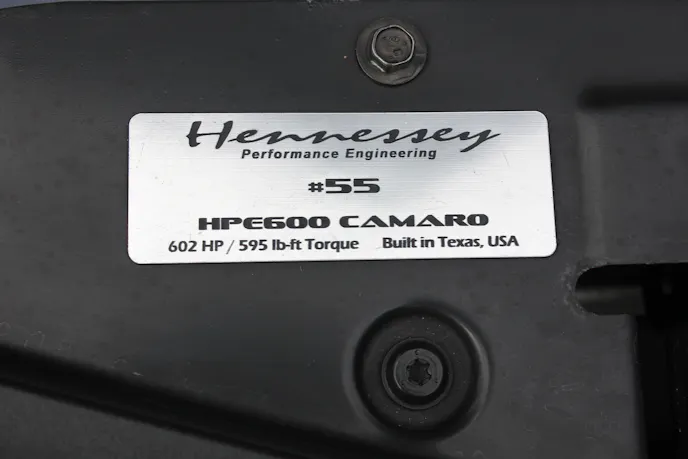 Hennessey
Performance Engineering
#55
HPE600 CAMARO
602 HP / 595 lb-ft Torque Built in Texas, USA